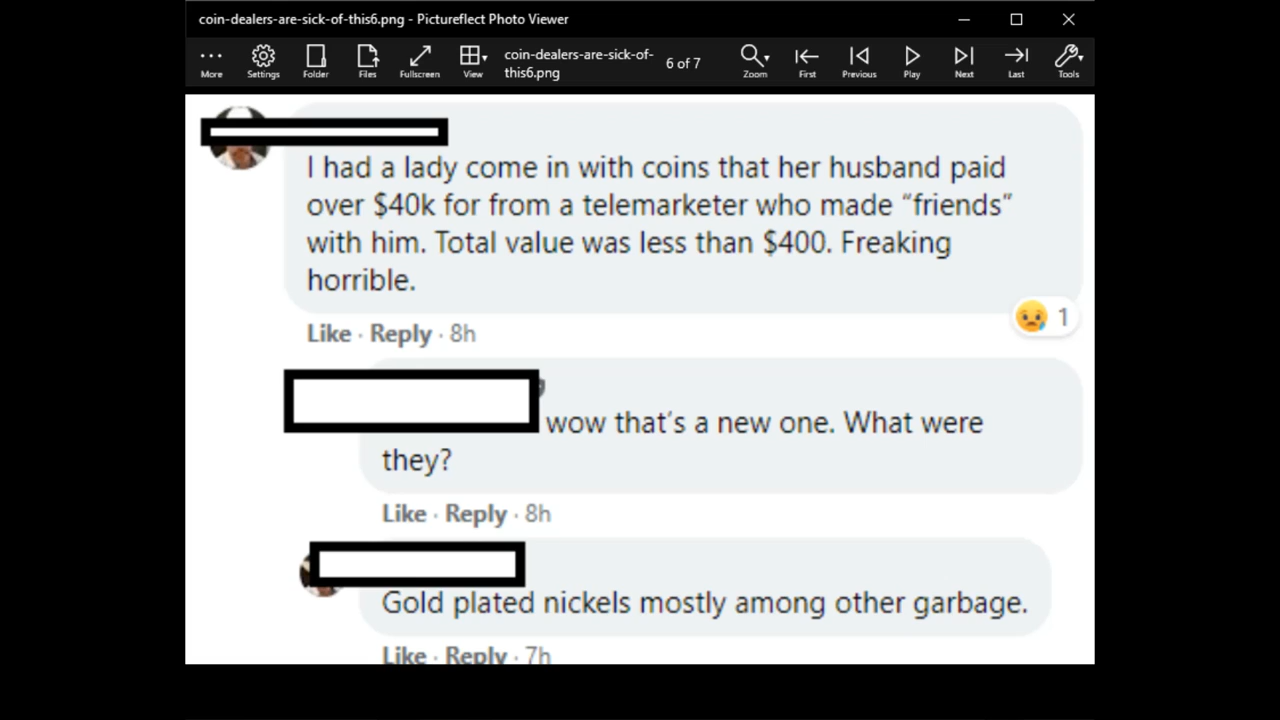 coin-dealers-are-sick-of-this6.png - Pictureflect Photo Viewer
More Settings Folder Files Fullscreen View coin-dealers-are-sick-of-this6.png 6 of 7 Zoom First Previous Play Next Last Tools
I had a lady come in with coins that her husband paid
over $40k for from a telemarketer who made “friends”
with him. Total value was less than $400. Freaking
horrible.
1
Like · Reply · 8h
wow that’s a new one. What were
they?
Like · Reply · 8h
Gold plated nickels mostly among other garbage.
Like · Reply · 7h